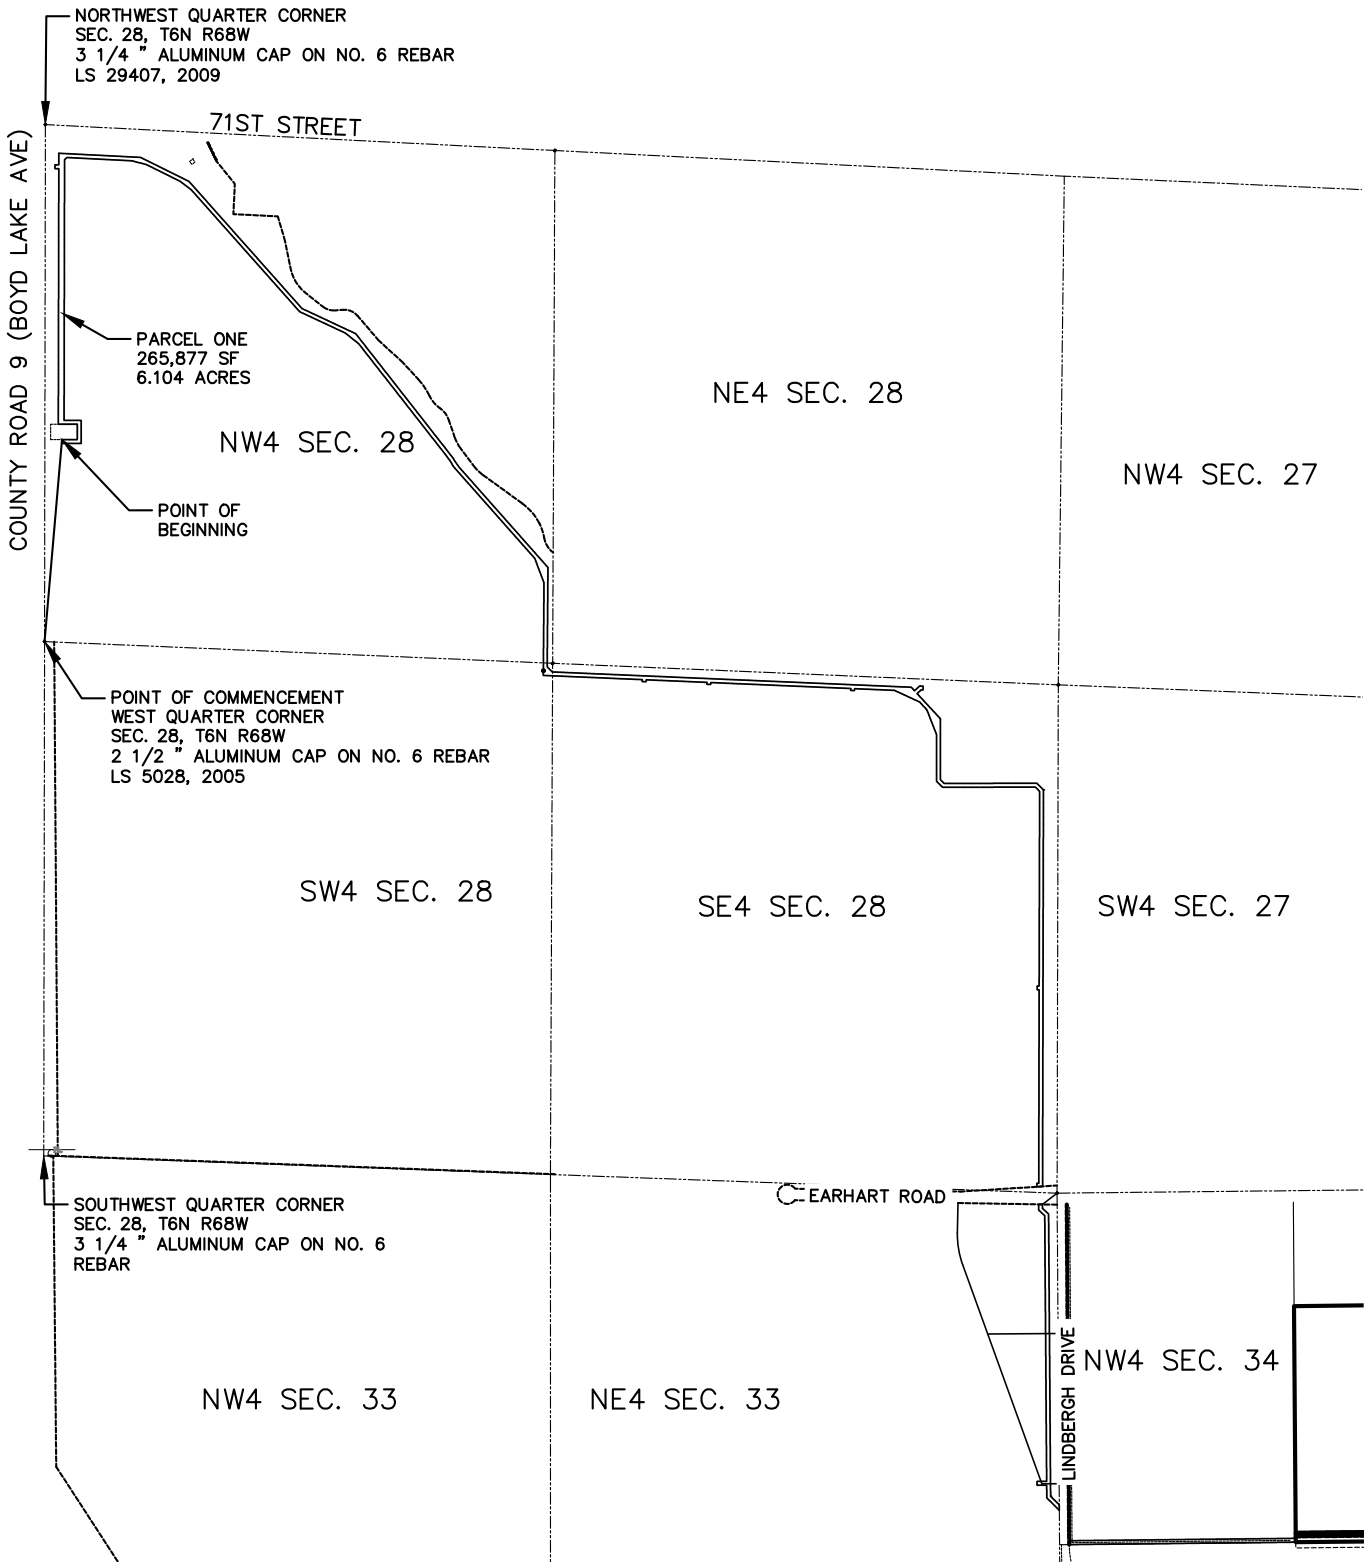 NORTHWEST QUARTER CORNER
SEC. 28, T6N R68W
3 1/4 " ALUMINUM CAP ON NO. 6 REBAR
LS 29407, 2009
71ST STREET
COUNTY ROAD 9 (BOYD LAKE AVE)
PARCEL ONE
265,877 SF
6.104 ACRES
NE4 SEC. 28
NW4 SEC. 28
NW4 SEC. 27
POINT OF
BEGINNING
POINT OF COMMENCEMENT
WEST QUARTER CORNER
SEC. 28, T6N R68W
2 1/2 " ALUMINUM CAP ON NO. 6 REBAR
LS 5028, 2005
SW4 SEC. 28
SE4 SEC. 28
SW4 SEC. 27
SOUTHWEST QUARTER CORNER
SEC. 28, T6N R68W
3 1/4 " ALUMINUM CAP ON NO. 6
REBAR
EARHART ROAD
LINDBERGH DRIVE
NW4 SEC. 34
NW4 SEC. 33
NE4 SEC. 33